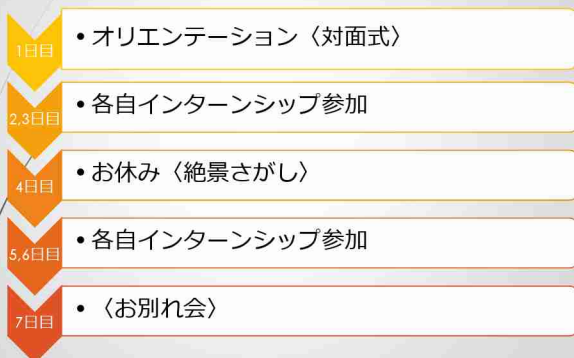 1日目
• オリエンテーション〈対面式〉
2,3日目
• 各自インターンシップ参加
4日目
• お休み〈絶景さがし〉
5,6日目
• 各自インターンシップ参加
7日目
• 〈お別れ会〉